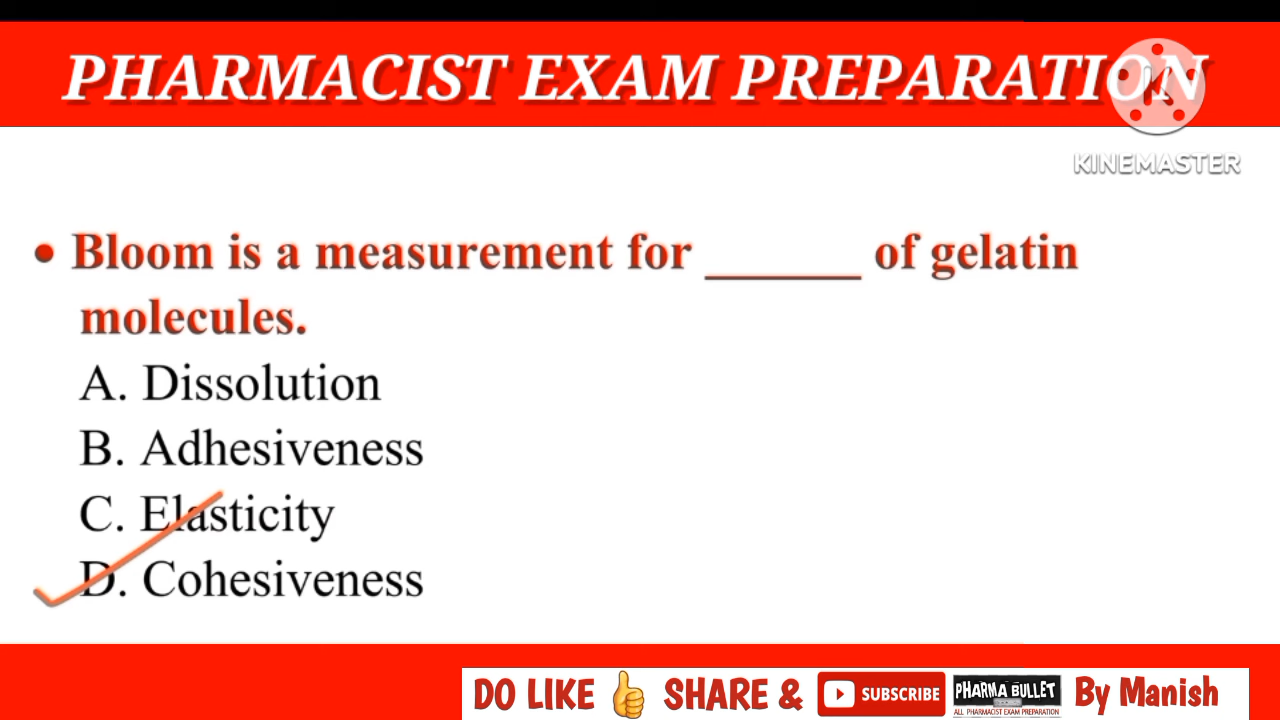 PHARMACIST EXAM PREPARATION
K
KINEMASTER
• Bloom is a measurement for ______ of gelatin
molecules.
A. Dissolution
B. Adhesiveness
C. Elasticity
D. Cohesiveness
DO LIKE 👍 SHARE & SUBSCRIBE PHARMA BULLET By Manish
ALL PHARMACIST EXAM PREPARATION